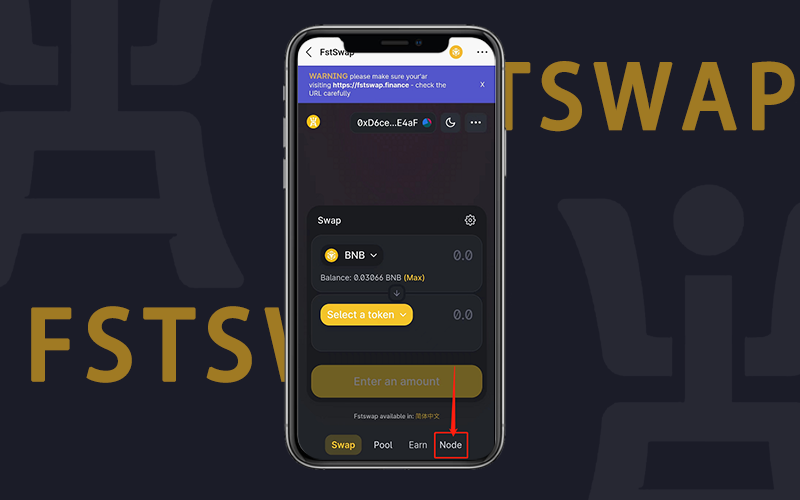 FstSwap
WARNING please make sure your'ar
visiting https://fstswap.finance - check the
URL carefully
X
0xD6ce...E4aF
TSWAP
Swap
BNB
0.0
Balance: 0.03066 BNB (Max)
Select a token
0.0
FSTSW
Enter an amount
Fstswap available in: 简体中文
Swap Pool Earn Node